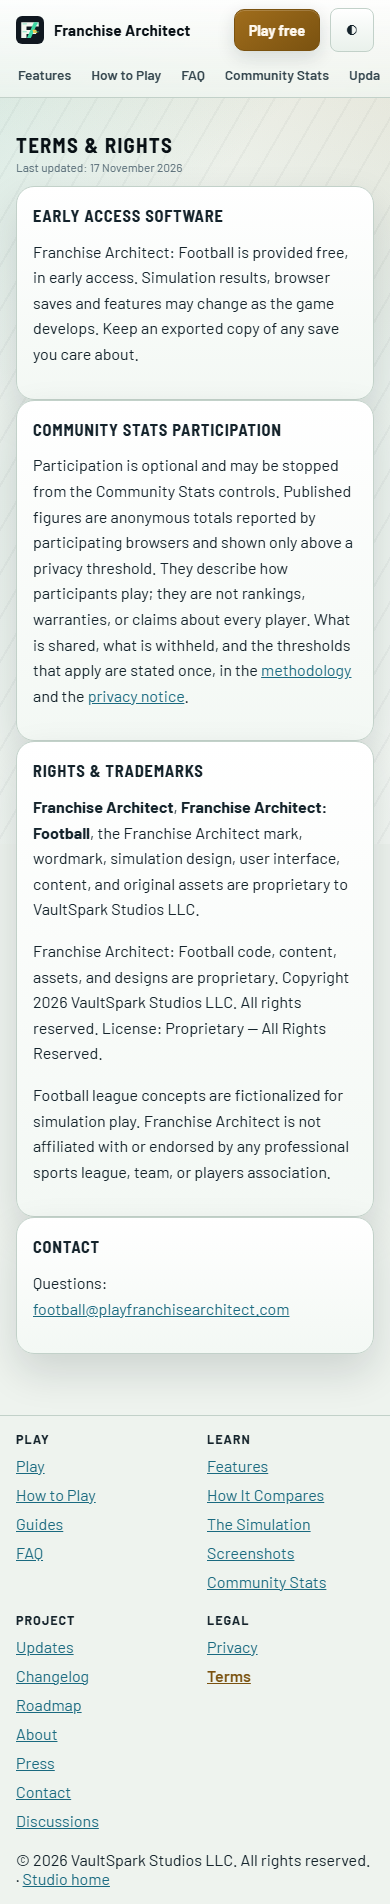 Franchise Architect
Play free
Features How to Play FAQ Community Stats Upda
TERMS & RIGHTS
Last updated: 17 November 2026
EARLY ACCESS SOFTWARE
Franchise Architect: Football is provided free,
in early access. Simulation results, browser
saves and features may change as the game
develops. Keep an exported copy of any save
you care about.
COMMUNITY STATS PARTICIPATION
Participation is optional and may be stopped
from the Community Stats controls. Published
figures are anonymous totals reported by
participating browsers and shown only above a
privacy threshold. They describe how
participants play; they are not rankings,
warranties, or claims about every player. What
is shared, what is withheld, and the thresholds
that apply are stated once, in the methodology
and the privacy notice.
RIGHTS & TRADEMARKS
Franchise Architect, Franchise Architect:
Football, the Franchise Architect mark,
wordmark, simulation design, user interface,
content, and original assets are proprietary to
VaultSpark Studios LLC.
Franchise Architect: Football code, content,
assets, and designs are proprietary. Copyright
2026 VaultSpark Studios LLC. All rights
reserved. License: Proprietary — All Rights
Reserved.
Football league concepts are fictionalized for
simulation play. Franchise Architect is not
affiliated with or endorsed by any professional
sports league, team, or players association.
CONTACT
Questions:
football@playfranchisearchitect.com
PLAY
Play
How to Play
Guides
FAQ
LEARN
Features
How It Compares
The Simulation
Screenshots
Community Stats
PROJECT
Updates
Changelog
Roadmap
About
Press
Contact
Discussions
LEGAL
Privacy
Terms
© 2026 VaultSpark Studios LLC. All rights reserved.
· Studio home